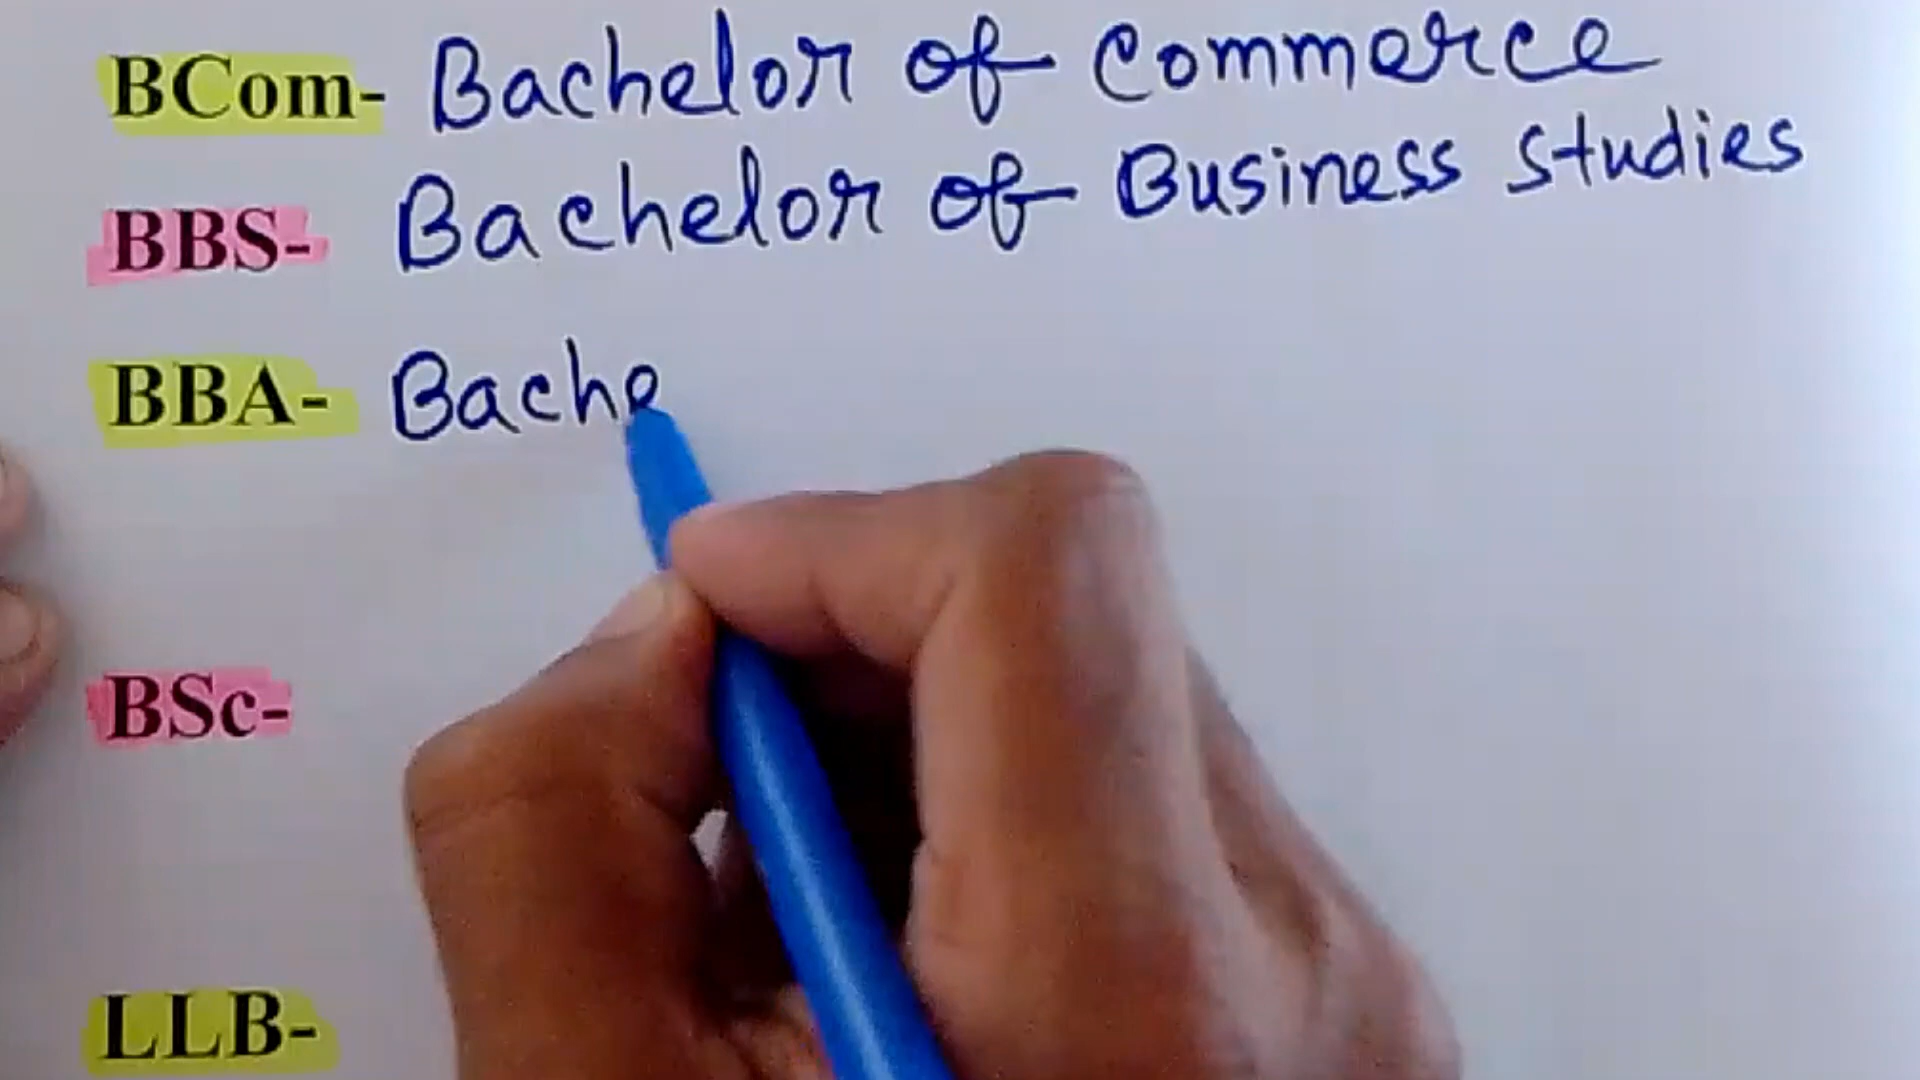 BCom- Bachelor of Commerce
BBS- Bachelor of Business Studies
BBA- Bache
BSc-
LLB-